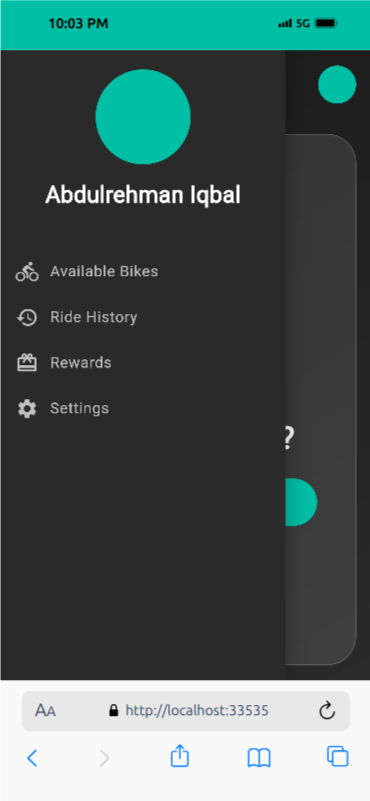 10:03 PM
5G
Abdulrehman Iqbal
Available Bikes
Ride History
Rewards
Settings
?
AA
http://localhost:33535